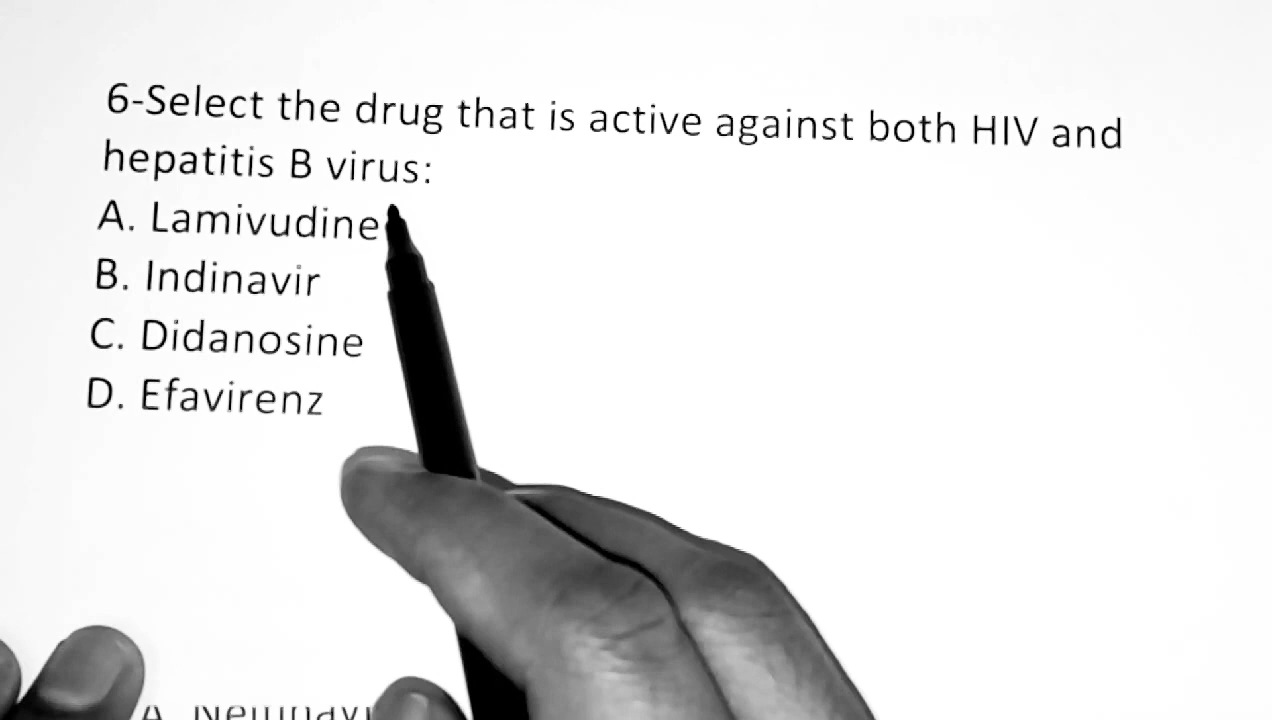 6-Select the drug that is active against both HIV and
hepatitis B virus:
A. Lamivudine
B. Indinavir
C. Didanosine
D. Efavirenz